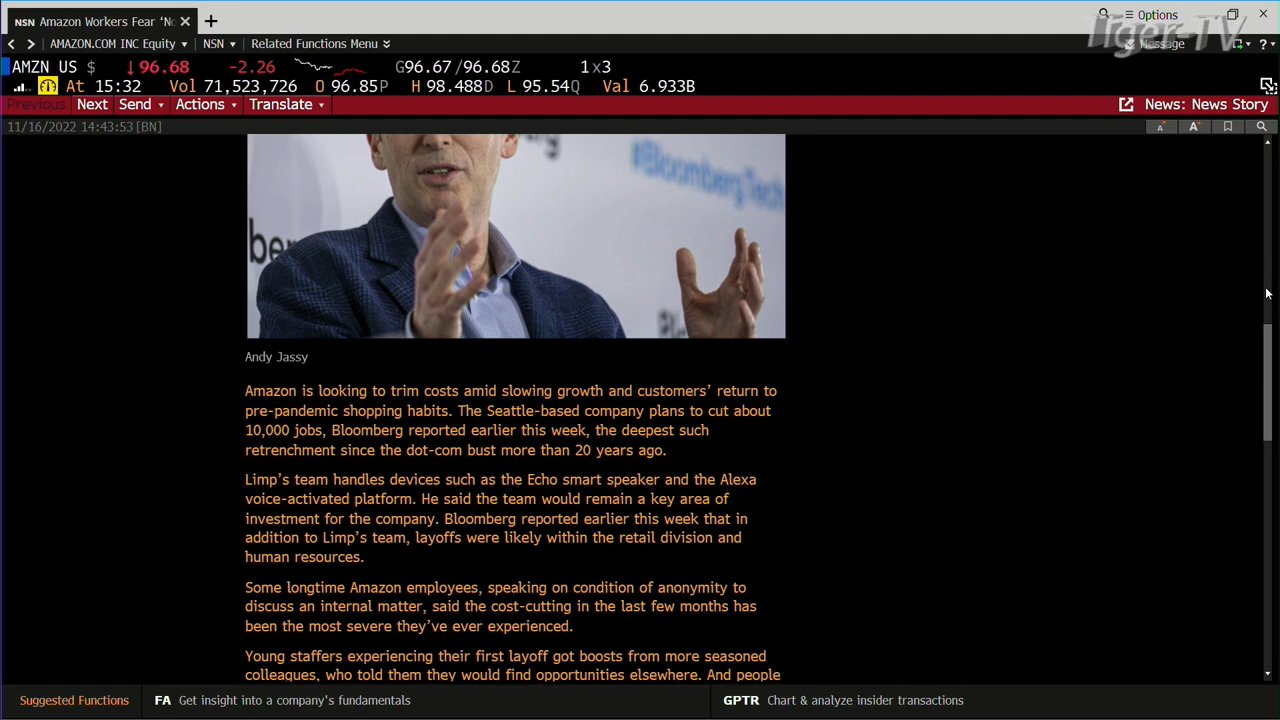 NSN Amazon Workers Fear ‘No
Options
Tiger-TV
AMAZON.COM INC Equity NSN Related Functions Menu
Message
?
AMZN US $ ↓96.68 -2.26 G96.67/96.68Z 1x3
At 15:32 Vol 71,523,726 O 96.85P H 98.488D L 95.54Q Val 6.933B
Previous Next Send Actions Translate News: News Story
11/16/2022 14:43:53[BN]
A A
#BloombergTech
Andy Jassy
Amazon is looking to trim costs amid slowing growth and customers’ return to
pre-pandemic shopping habits. The Seattle-based company plans to cut about
10,000 jobs, Bloomberg reported earlier this week, the deepest such
retrenchment since the dot-com bust more than 20 years ago.
Limp’s team handles devices such as the Echo smart speaker and the Alexa
voice-activated platform. He said the team would remain a key area of
investment for the company. Bloomberg reported earlier this week that in
addition to Limp’s team, layoffs were likely within the retail division and
human resources.
Some longtime Amazon employees, speaking on condition of anonymity to
discuss an internal matter, said the cost-cutting in the last few months has
been the most severe they’ve ever experienced.
Young staffers experiencing their first layoff got boosts from more seasoned
colleagues, who told them they would find opportunities elsewhere. And people
Suggested Functions FA Get insight into a company's fundamentals GPTR Chart & analyze insider transactions